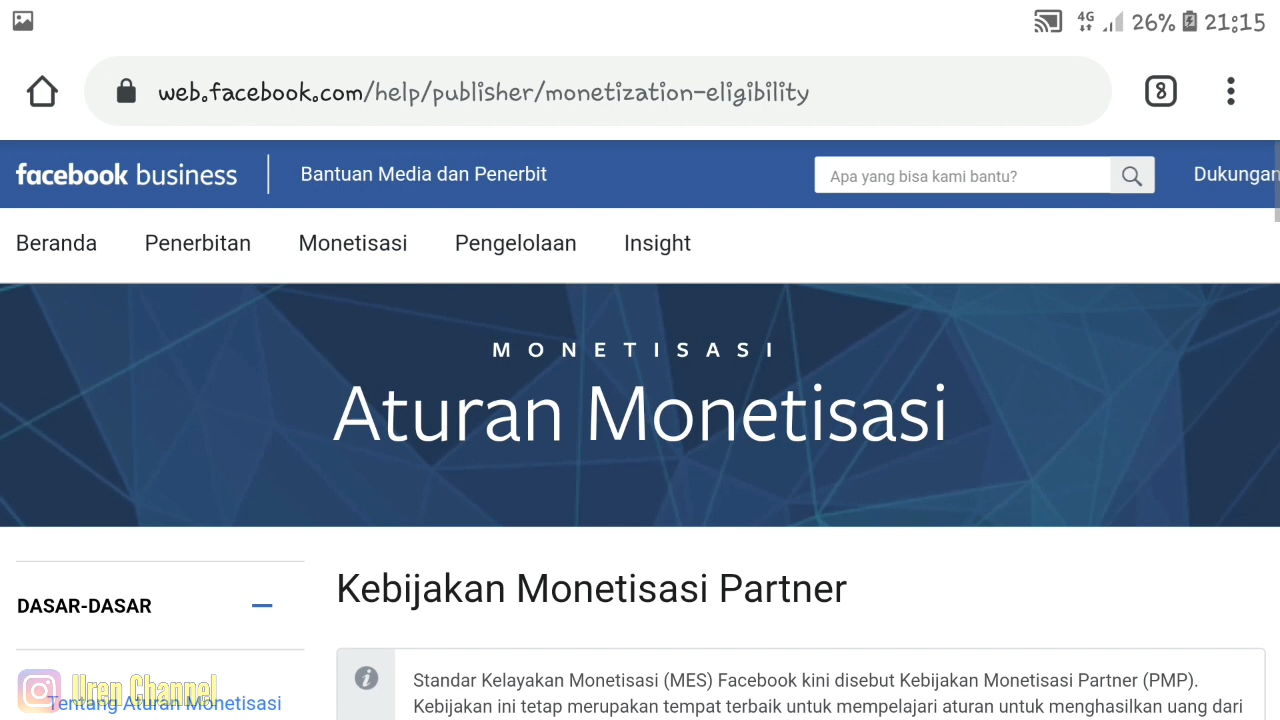 4G 26% 21:15
web.facebook.com/help/publisher/monetization-eligibility 8
facebook business Bantuan Media dan Penerbit Apa yang bisa kami bantu? Dukungan
Beranda Penerbitan Monetisasi Pengelolaan Insight
MONETISASI
Aturan Monetisasi
Kebijakan Monetisasi Partner
DASAR-DASAR
Standar Kelayakan Monetisasi (MES) Facebook kini disebut Kebijakan Monetisasi Partner (PMP).
Uren Channel
Tentang Aturan Monetisasi
Kebijakan ini tetap merupakan tempat terbaik untuk mempelajari aturan untuk menghasilkan uang dari